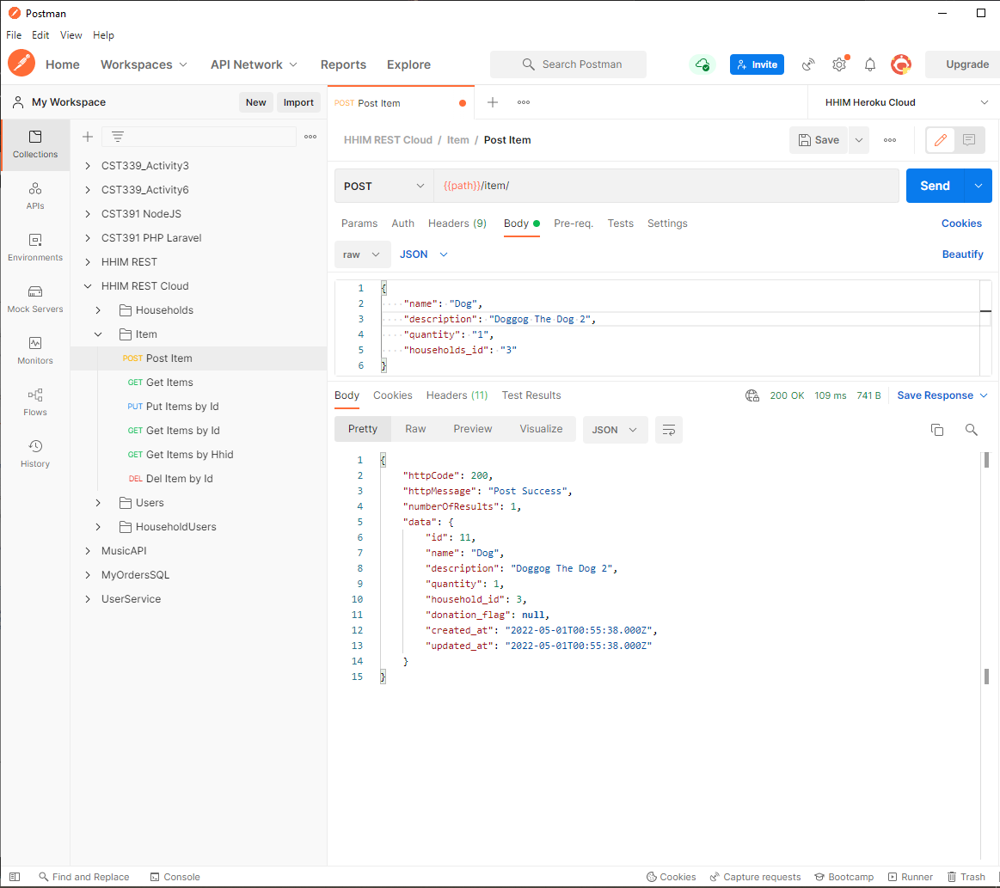 Postman
File Edit View Help
Home Workspaces API Network Reports Explore Search Postman Invite Upgrade
My Workspace New Import
POST Post Item
HHIM Heroku Cloud
Collections
APIs
Environments
Mock Servers
Monitors
Flows
History
CST339_Activity3
CST339_Activity6
CST391 NodeJS
CST391 PHP Laravel
HHIM REST
HHIM REST Cloud
Households
Item
POST Post Item
GET Get Items
PUT Put Items by Id
GET Get Items by Id
GET Get Items by Hhid
DEL Del Item by Id
Users
HouseholdUsers
MusicAPI
MyOrdersSQL
UserService
HHIM REST Cloud / Item / Post Item Save
POST {{path}}/item/ Send
Params Auth Headers (9) Body Pre-req. Tests Settings Cookies
raw JSON Beautify
1 {
2 "name": "Dog",
3 "description": "Doggog The Dog 2",
4 "quantity": "1",
5 "households_id": "3"
6 }
Body Cookies Headers (11) Test Results 200 OK 109 ms 741 B Save Response
Pretty Raw Preview Visualize JSON
1 {
2 "httpCode": 200,
3 "httpMessage": "Post Success",
4 "numberOfResults": 1,
5 "data": {
6 "id": 11,
7 "name": "Dog",
8 "description": "Doggog The Dog 2",
9 "quantity": 1,
10 "household_id": 3,
11 "donation_flag": null,
12 "created_at": "2022-05-01T00:55:38.000Z",
13 "updated_at": "2022-05-01T00:55:38.000Z"
14 }
15 }
Find and Replace Console Cookies Capture requests Bootcamp Runner Trash